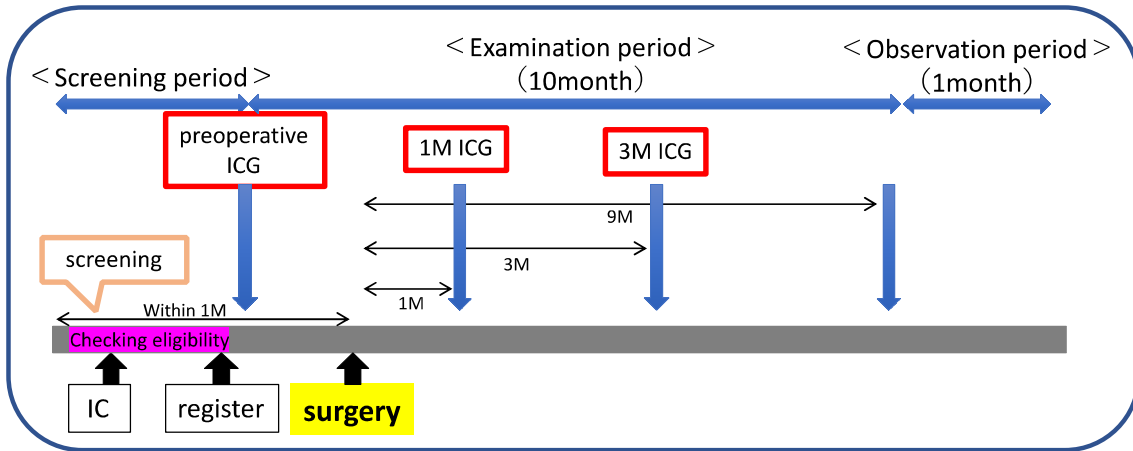 ＜Screening period＞
＜Examination period＞
（10month）
＜Observation period＞
（1month）
preoperative
ICG
1M ICG
3M ICG
9M
3M
1M
screening
Within 1M
Checking eligibility
IC
register
surgery